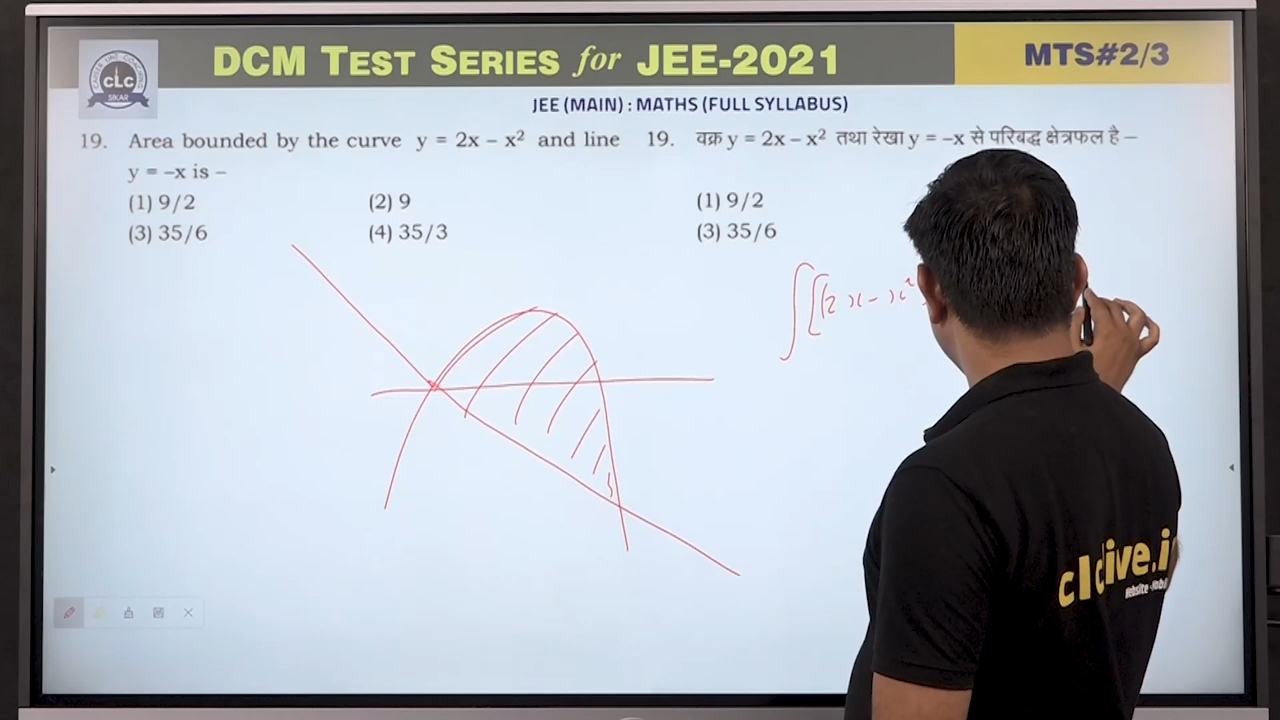 DCM TEST SERIES for JEE-2021
MTS#2/3
CLC
SIKAR
JEE (MAIN) : MATHS (FULL SYLLABUS)
19. Area bounded by the curve y = 2x – x² and line
y = –x is –
(1) 9/2 (2) 9
(3) 35/6 (4) 35/3
19. वक्र y = 2x – x² तथा रेखा y = –x से परिबद्ध क्षेत्रफल है –
(1) 9/2
(3) 35/6
∫[(2x-x²